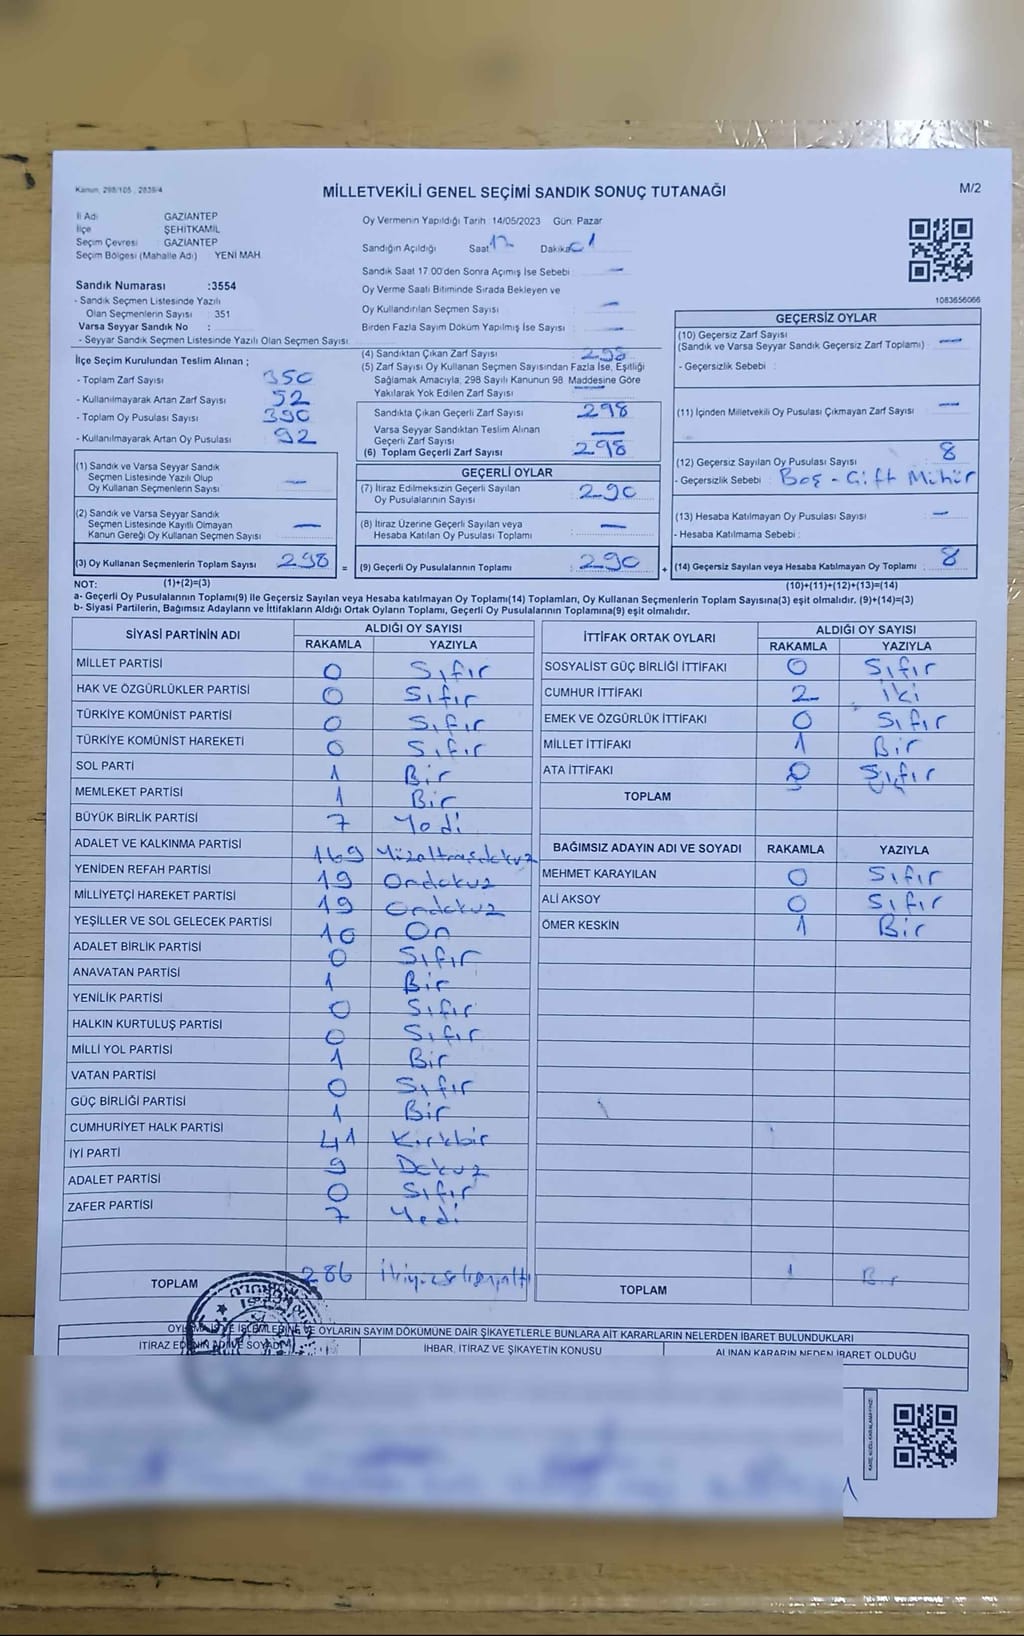 Kanun, 298/105, 2839/4
MİLLETVEKİLİ GENEL SEÇİMİ SANDIK SONUÇ TUTANAĞI
M/2
İl Adı GAZİANTEP
İlçe ŞEHİTKAMİL
Seçim Çevresi GAZİANTEP
Seçim Bölgesi (Mahalle Adı) YENİ MAH.
Oy Vermenin Yapıldığı Tarih 14/05/2023 Gün: Pazar
Sandığın Açıldığı Saat Dakika
Sandık Saat 17.00'den Sonra Açımış İse Sebebi —
Oy Verme Saati Bitiminde Sırada Bekleyen ve
Oy Kullandırılan Seçmen Sayısı —
Birden Fazla Sayım Döküm Yapılmış İse Sayısı —
1083656066
Sandık Numarası :3554
- Sandık Seçmen Listesinde Yazılı
Olan Seçmenlerin Sayısı : 351
Varsa Seyyar Sandık No :
- Seyyar Sandık Seçmen Listesinde Yazılı Olan Seçmen Sayısı :
İlçe Seçim Kurulundan Teslim Alınan ;
- Toplam Zarf Sayısı 350
- Kullanılmayarak Artan Zarf Sayısı 52
- Toplam Oy Pusulası Sayısı 390
- Kullanılmayarak Artan Oy Pusulası 92
(1) Sandık ve Varsa Seyyar Sandık
Seçmen Listesinde Yazılı Olup
Oy Kullanan Seçmenlerin Sayısı —
(2) Sandık ve Varsa Seyyar Sandık
Seçmen Listesinde Kayıtlı Olmayan
Kanun Gereği Oy Kullanan Seçmen Sayısı —
(3) Oy Kullanan Seçmenlerin Toplam Sayısı 298
(4) Sandıktan Çıkan Zarf Sayısı 298
(5) Zarf Sayısı Oy Kullanan Seçmen Sayısından Fazla İse, Eşitliği
Sağlamak Amacıyla, 298 Sayılı Kanunun 98 Maddesine Göre
Yakılarak Yok Edilen Zarf Sayısı —
Sandıkta Çıkan Geçerli Zarf Sayısı 298
Varsa Seyyar Sandıktan Teslim Alınan
Geçerli Zarf Sayısı —
(6) Toplam Geçerli Zarf Sayısı 298
GEÇERLİ OYLAR
(7) İtiraz Edilmeksizin Geçerli Sayılan
Oy Pusulalarının Sayısı : 290
(8) İtiraz Üzerine Geçerli Sayılan veya
Hesaba Katılan Oy Pusulası Toplamı : —
= (9) Geçerli Oy Pusulalarının Toplamı : 290 +
GEÇERSİZ OYLAR
(10) Geçersiz Zarf Sayısı
(Sandık ve Varsa Seyyar Sandık Geçersiz Zarf Toplamı) —
- Geçersizlik Sebebi :
(11) İçinden Milletvekili Oy Pusulası Çıkmayan Zarf Sayısı —
(12) Geçersiz Sayılan Oy Pusulası Sayısı 8
- Geçersizlik Sebebi : Boş - Çift Mühür
(13) Hesaba Katılmayan Oy Pusulası Sayısı —
- Hesaba Katılmama Sebebi :
(14) Geçersiz Sayılan veya Hesaba Katılmayan Oy Toplamı 8
NOT: (1)+(2)=(3)
(10)+(11)+(12)+(13)=(14)
a- Geçerli Oy Pusulalarının Toplamı(9) ile Geçersiz Sayılan veya Hesaba katılmayan Oy Toplamı(14) Toplamları, Oy Kullanan Seçmenlerin Toplam Sayısına(3) eşit olmalıdır. (9)+(14)=(3)
b- Siyasi Partilerin, Bağımsız Adayların ve İttifakların Aldığı Ortak Oyların Toplamı, Geçerli Oy Pusulalarının Toplamına(9) eşit olmalıdır.
SİYASİ PARTİNİN ADI ALDIĞI OY SAYISI
RAKAMLA YAZIYLA
MİLLET PARTİSİ 0 Sıfır
HAK VE ÖZGÜRLÜKLER PARTİSİ 0 Sıfır
TÜRKİYE KOMÜNİST PARTİSİ 0 Sıfır
TÜRKİYE KOMÜNİST HAREKETİ 0 Sıfır
SOL PARTİ 1 Bir
MEMLEKET PARTİSİ 1 Bir
BÜYÜK BİRLİK PARTİSİ 7 Yedi
ADALET VE KALKINMA PARTİSİ 169 Yüzaltmışdokuz
YENİDEN REFAH PARTİSİ 19 Ondokuz
MİLLİYETÇİ HAREKET PARTİSİ 19 Ondokuz
YEŞİLLER VE SOL GELECEK PARTİSİ 10 On
ADALET BİRLİK PARTİSİ 0 Sıfır
ANAVATAN PARTİSİ 1 Bir
YENİLİK PARTİSİ 0 Sıfır
HALKIN KURTULUŞ PARTİSİ 0 Sıfır
MİLLİ YOL PARTİSİ 1 Bir
VATAN PARTİSİ 0 Sıfır
GÜÇ BİRLİĞİ PARTİSİ 1 Bir
CUMHURİYET HALK PARTİSİ 41 Kırkbir
İYİ PARTİ 9 Dokuz
ADALET PARTİSİ 0 Sıfır
ZAFER PARTİSİ 7 Yedi
TOPLAM 286
İTTİFAK ORTAK OYLARI ALDIĞI OY SAYISI
RAKAMLA YAZIYLA
SOSYALİST GÜÇ BİRLİĞİ İTTİFAKI 0 Sıfır
CUMHUR İTTİFAKI 2 iki
EMEK VE ÖZGÜRLÜK İTTİFAKI 0 Sıfır
MİLLET İTTİFAKI 1 Bir
ATA İTTİFAKI 0 Sıfır
TOPLAM
BAĞIMSIZ ADAYIN ADI VE SOYADI RAKAMLA YAZIYLA
MEHMET KARAYILAN 0 Sıfır
ALİ AKSOY 0 Sıfır
ÖMER KESKİN 1 Bir
TOPLAM 1 Bir
OYLAMA İŞ VE İŞLEMLERİNE VE OYLARIN SAYIM DÖKÜMÜNE DAİR ŞİKAYETLERLE BUNLARA AİT KARARLARIN NELERDEN İBARET BULUNDUKLARI
İTİRAZ EDENİN ADI VE SOYADI İHBAR, İTİRAZ VE ŞİKAYETİN KONUSU ALINAN KARARIN NEDEN İBARET OLDUĞU